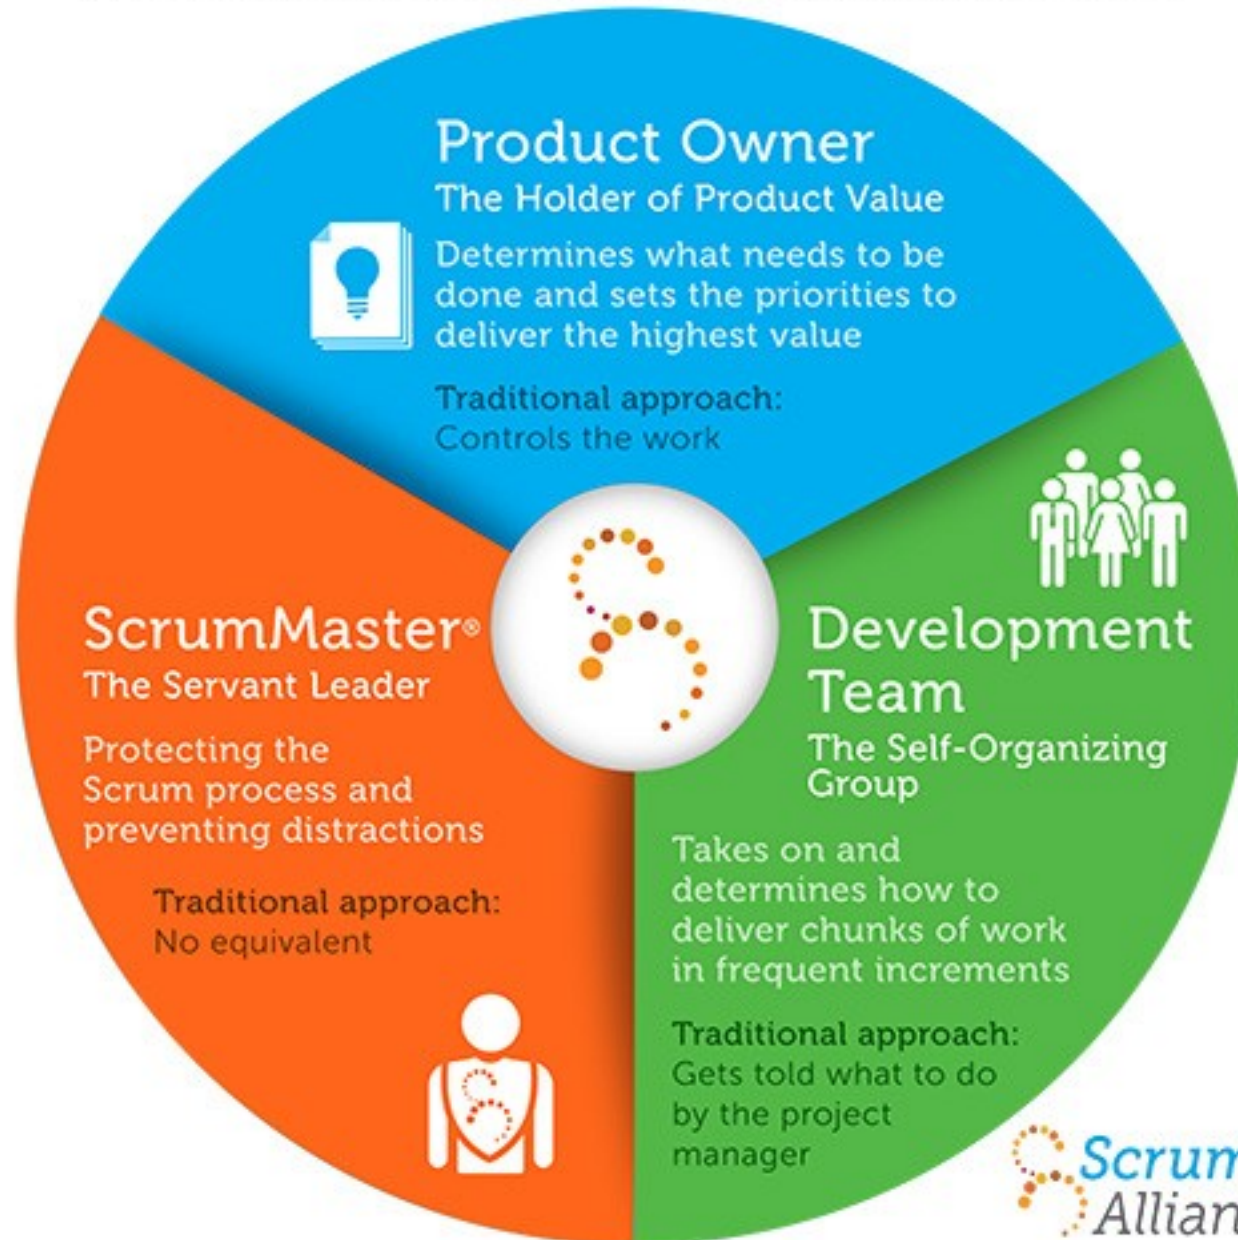 Product Owner
The Holder of Product Value
Determines what needs to be
done and sets the priorities to
deliver the highest value
Traditional approach:
Controls the work
ScrumMaster®
The Servant Leader
Protecting the
Scrum process and
preventing distractions
Traditional approach:
No equivalent
Development
Team
The Self-Organizing
Group
Takes on and
determines how to
deliver chunks of work
in frequent increments
Traditional approach:
Gets told what to do
by the project
manager
Scrum
Allian